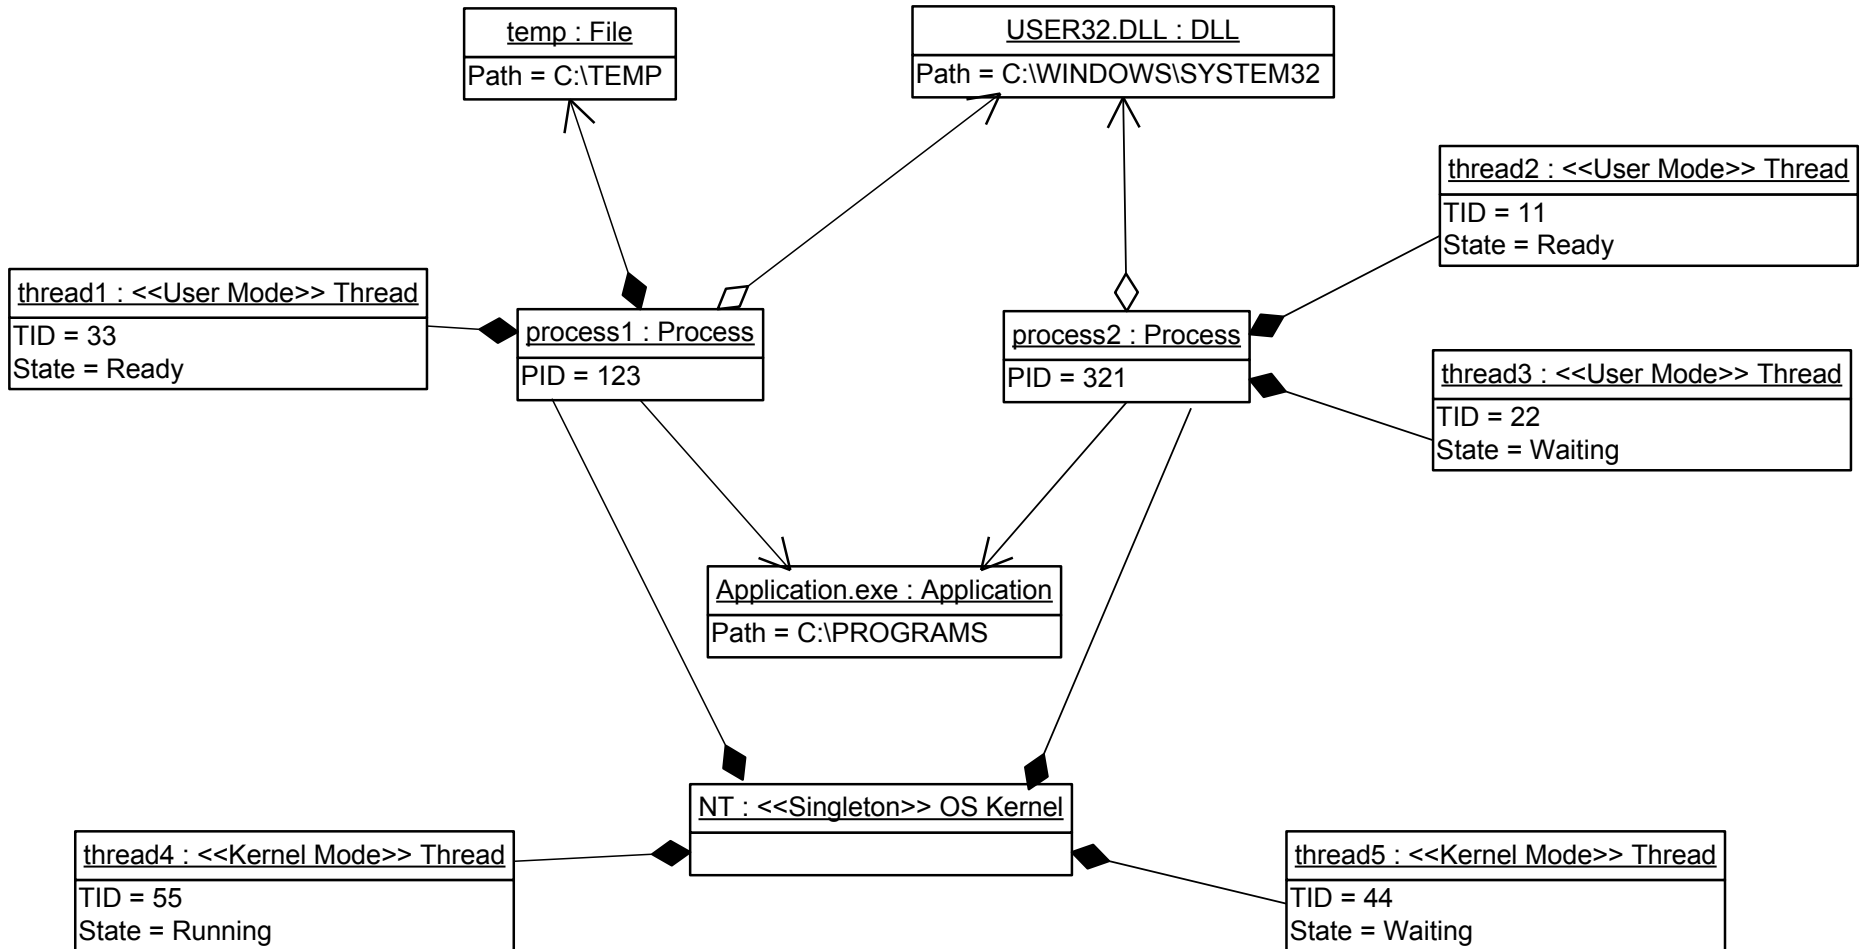 temp : File
Path = C:\TEMP
USER32.DLL : DLL
Path = C:\WINDOWS\SYSTEM32
thread2 : <<User Mode>> Thread
TID = 11
State = Ready
thread1 : <<User Mode>> Thread
TID = 33
State = Ready
process1 : Process
PID = 123
process2 : Process
PID = 321
thread3 : <<User Mode>> Thread
TID = 22
State = Waiting
Application.exe : Application
Path = C:\PROGRAMS
NT : <<Singleton>> OS Kernel
thread4 : <<Kernel Mode>> Thread
TID = 55
State = Running
thread5 : <<Kernel Mode>> Thread
TID = 44
State = Waiting